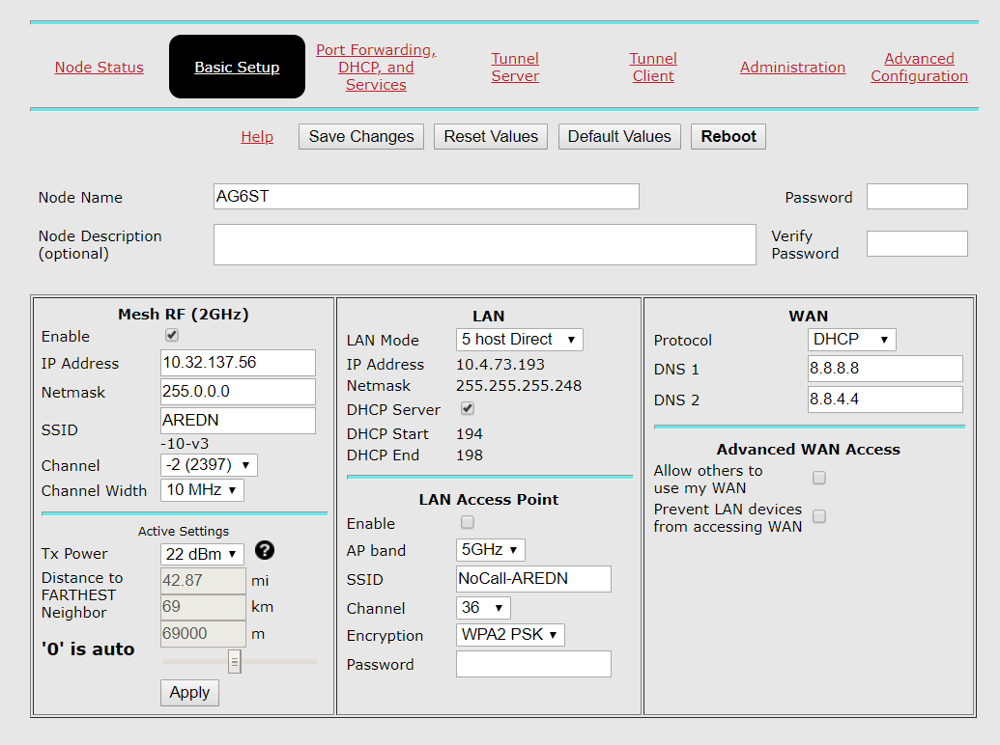 Node Status
Basic Setup
Port Forwarding,
DHCP, and
Services
Tunnel
Server
Tunnel
Client
Administration
Advanced
Configuration
Help
Save Changes
Reset Values
Default Values
Reboot
Node Name
AG6ST
Password
Node Description
(optional)
Verify
Password
Mesh RF (2GHz)
Enable
IP Address
10.32.137.56
Netmask
255.0.0.0
SSID
AREDN
-10-v3
Channel
-2 (2397)
Channel Width
10 MHz
Active Settings
Tx Power
22 dBm
?
Distance to
FARTHEST
Neighbor
42.87 mi
69 km
69000 m
'0' is auto
Apply
LAN
LAN Mode
5 host Direct
IP Address
10.4.73.193
Netmask
255.255.255.248
DHCP Server
DHCP Start
194
DHCP End
198
LAN Access Point
Enable
AP band
5GHz
SSID
NoCall-AREDN
Channel
36
Encryption
WPA2 PSK
Password
WAN
Protocol
DHCP
DNS 1
8.8.8.8
DNS 2
8.8.4.4
Advanced WAN Access
Allow others to
use my WAN
Prevent LAN devices
from accessing WAN